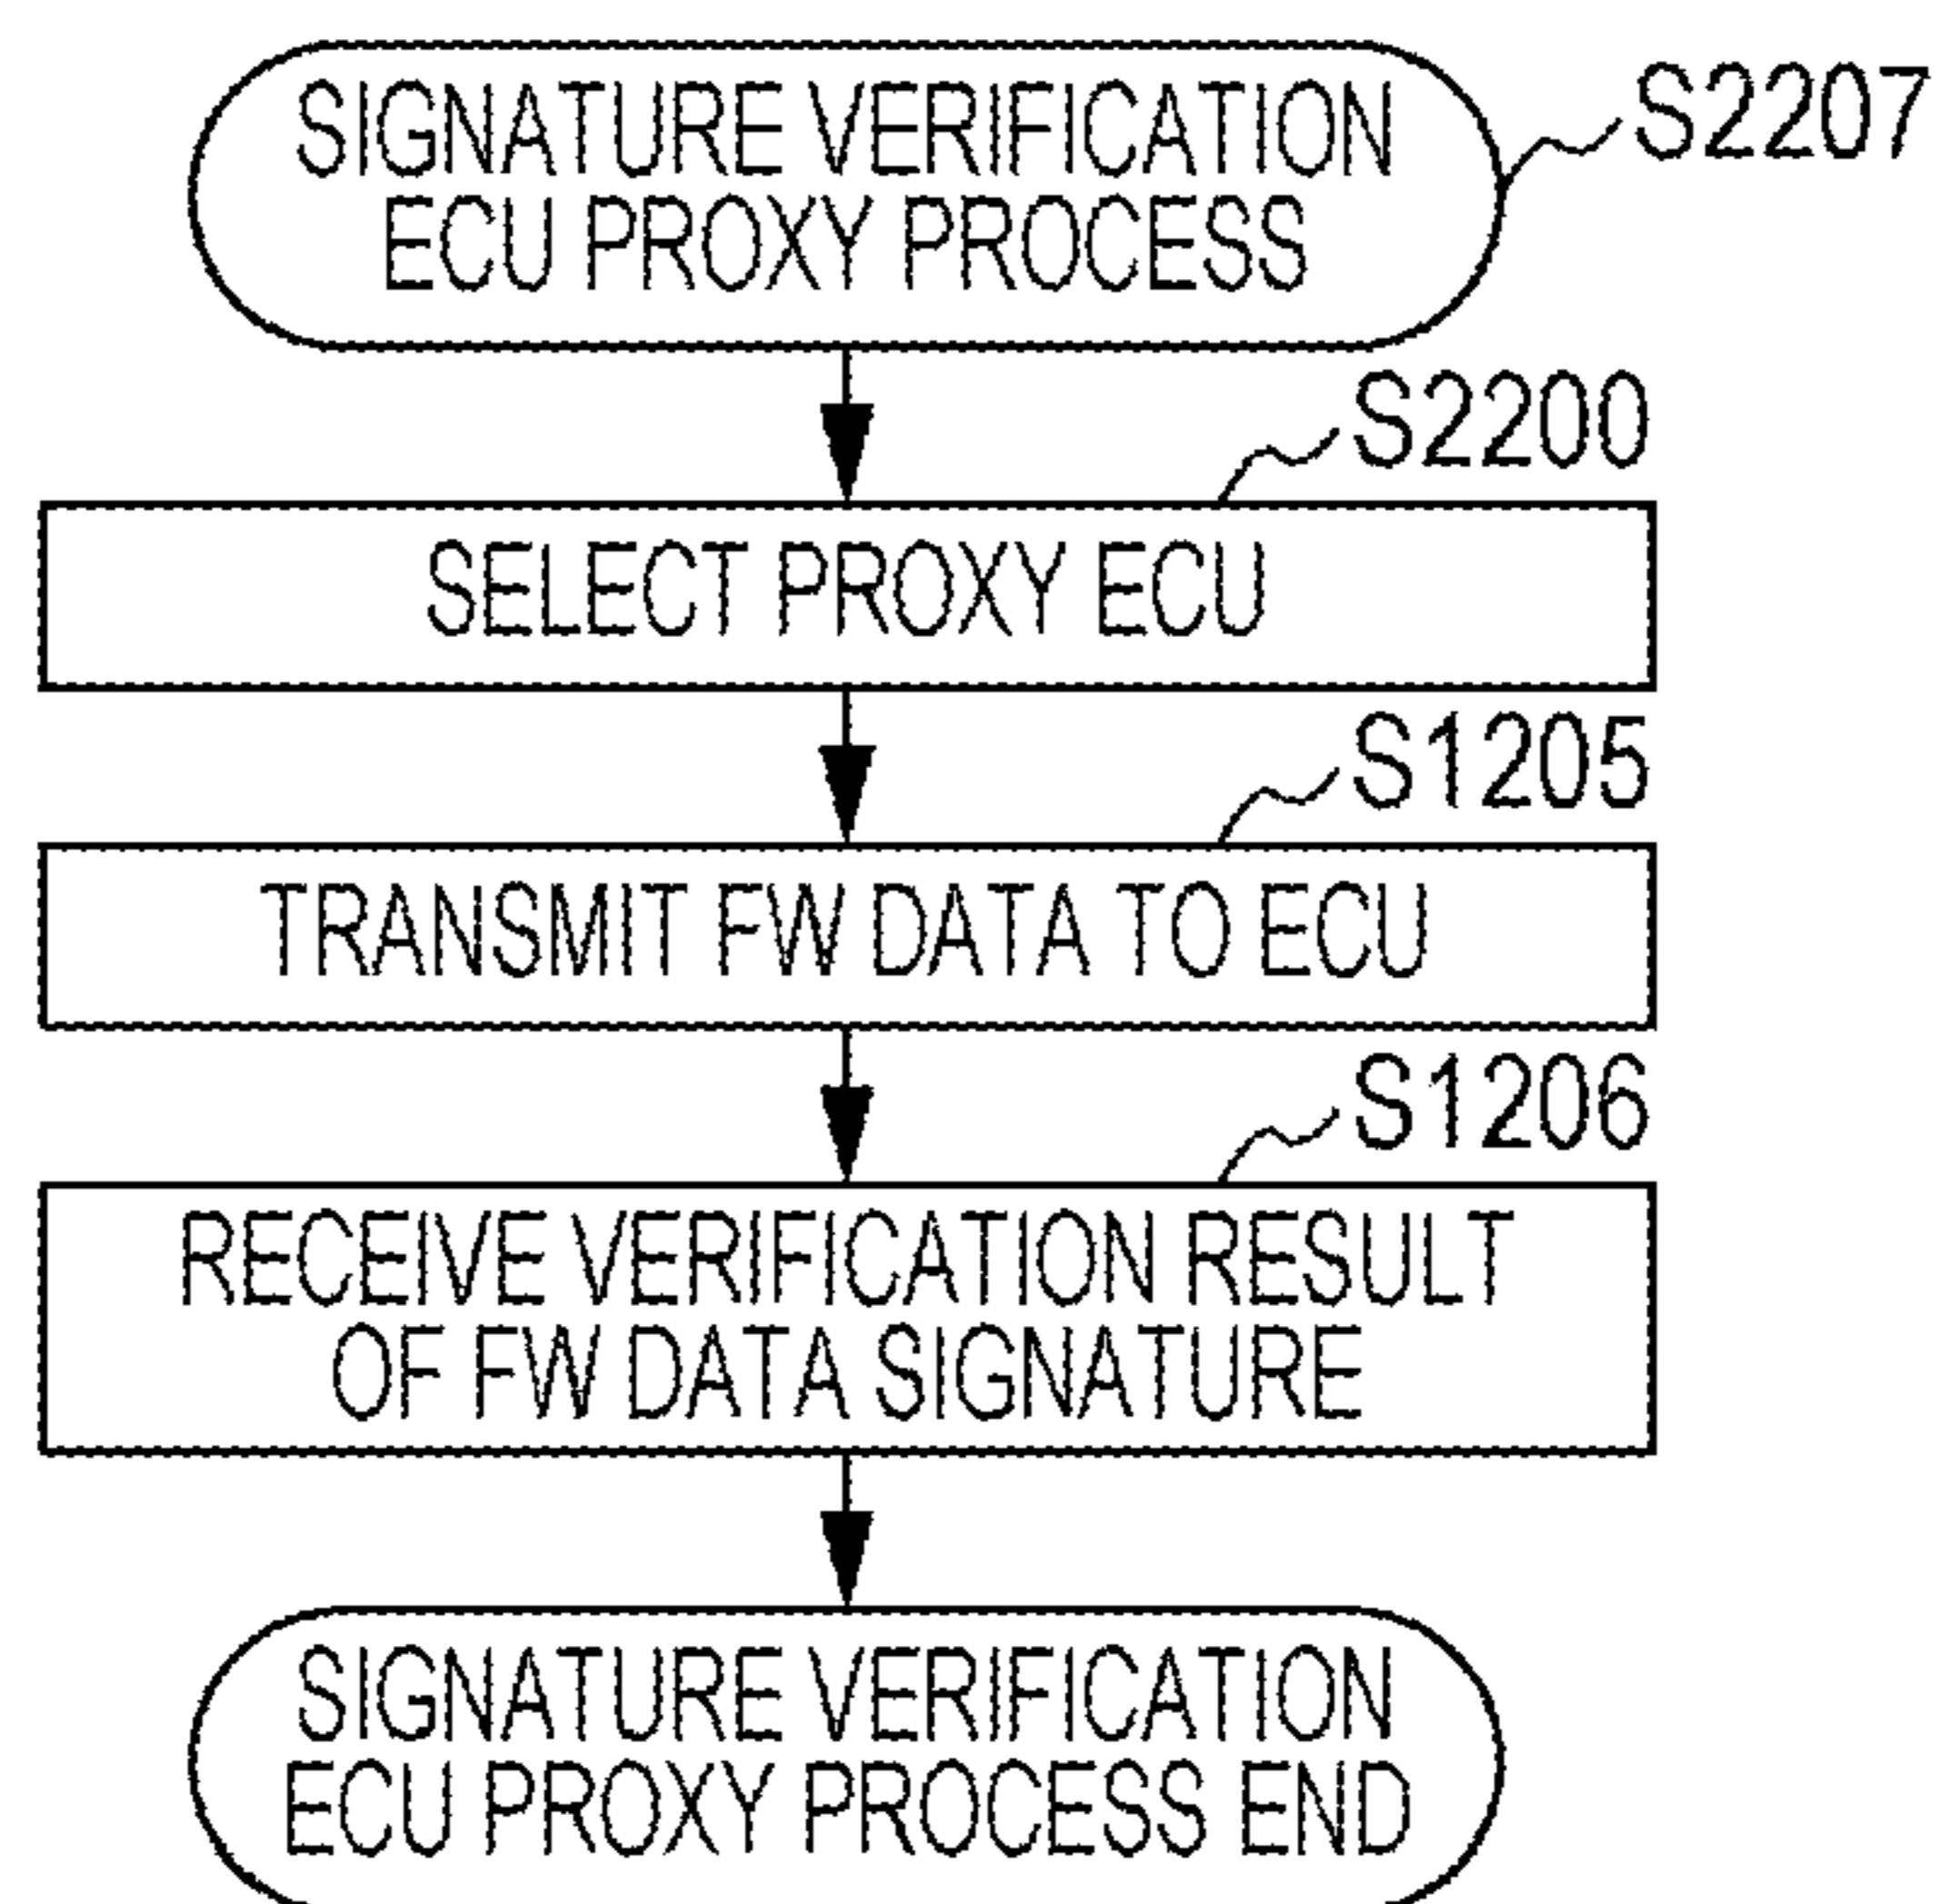 SIGNATURE VERIFICATION
ECU PROXY PROCESS
S2207
S2200
SELECT PROXY ECU
S1205
TRANSMIT FW DATA TO ECU
S1206
RECEIVE VERIFICATION RESULT
OF FW DATA SIGNATURE
SIGNATURE VERIFICATION
ECU PROXY PROCESS END